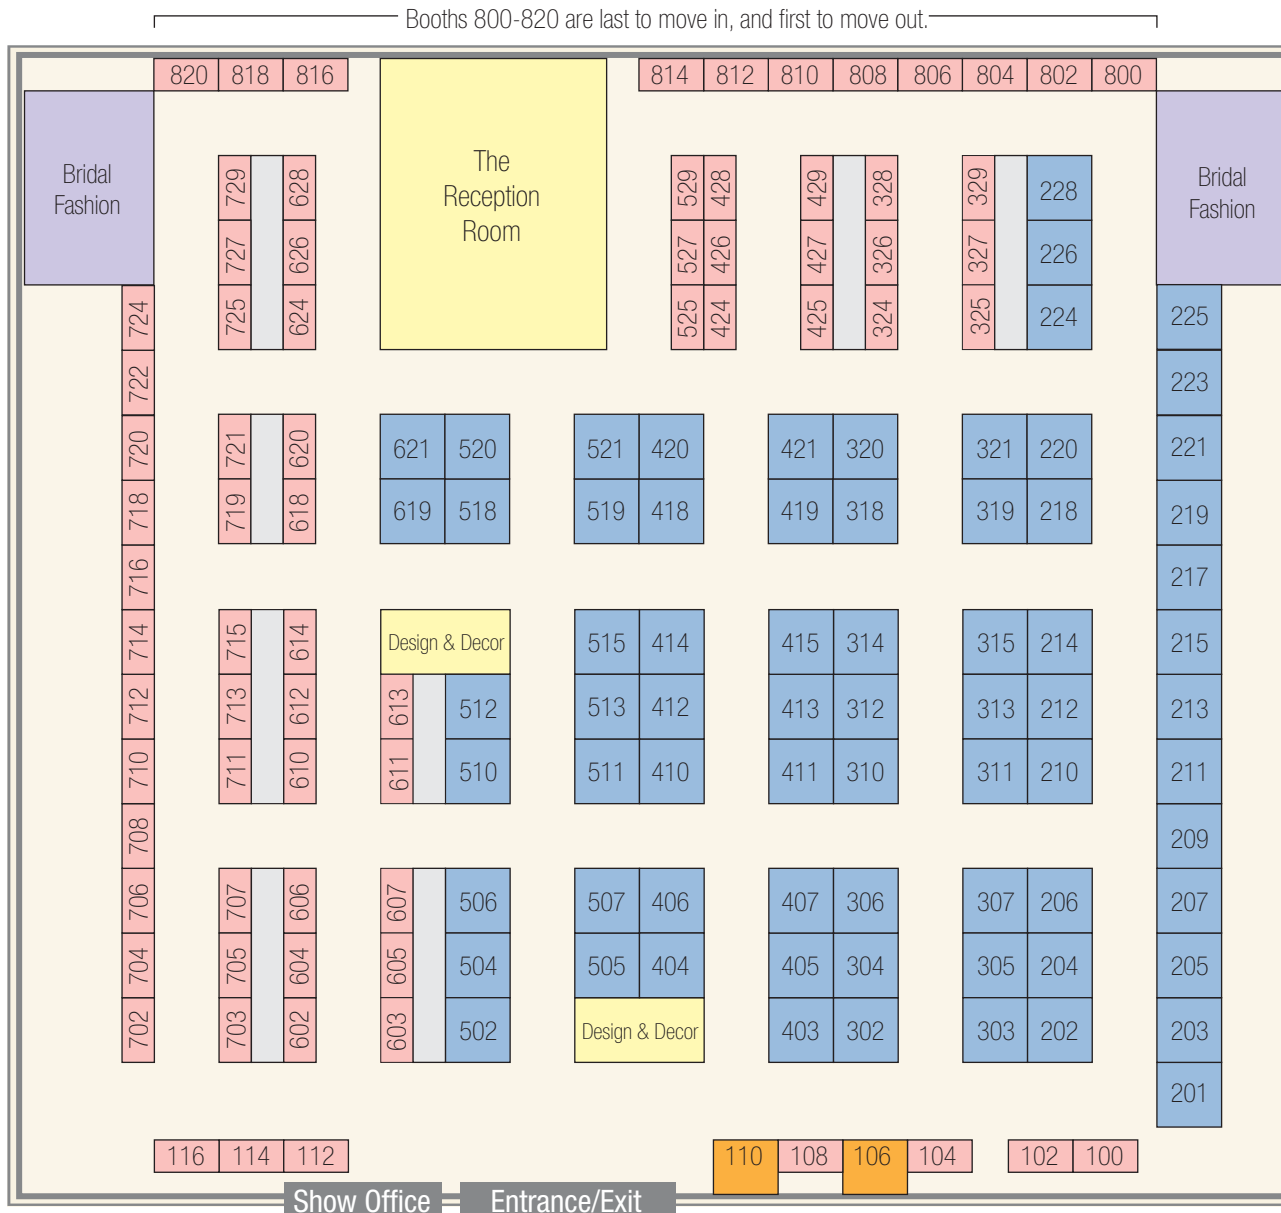 Booths 800-820 are last to move in, and first to move out.
820 818 816 814 812 810 808 806 804 802 800
Bridal
Fashion
The
Reception
Room
Bridal
Fashion
729 628 529 428 429 328 329 228
727 626 527 426 427 326 327 226
725 624 525 424 425 324 325 224
724 225
722 223
720 721 620 621 520 521 420 421 320 321 220 221
718 719 618 619 518 519 418 419 318 319 218 219
716 217
714 715 614 Design & Decor 515 414 415 314 315 214 215
712 713 612 613 512 513 412 413 312 313 212 213
710 711 610 611 510 511 410 411 310 311 210 211
708 209
706 707 606 607 506 507 406 407 306 307 206 207
704 705 604 605 504 505 404 405 304 305 204 205
702 703 602 603 502 Design & Decor 403 302 303 202 203
201
116 114 112 110 108 106 104 102 100
Show Office Entrance/Exit